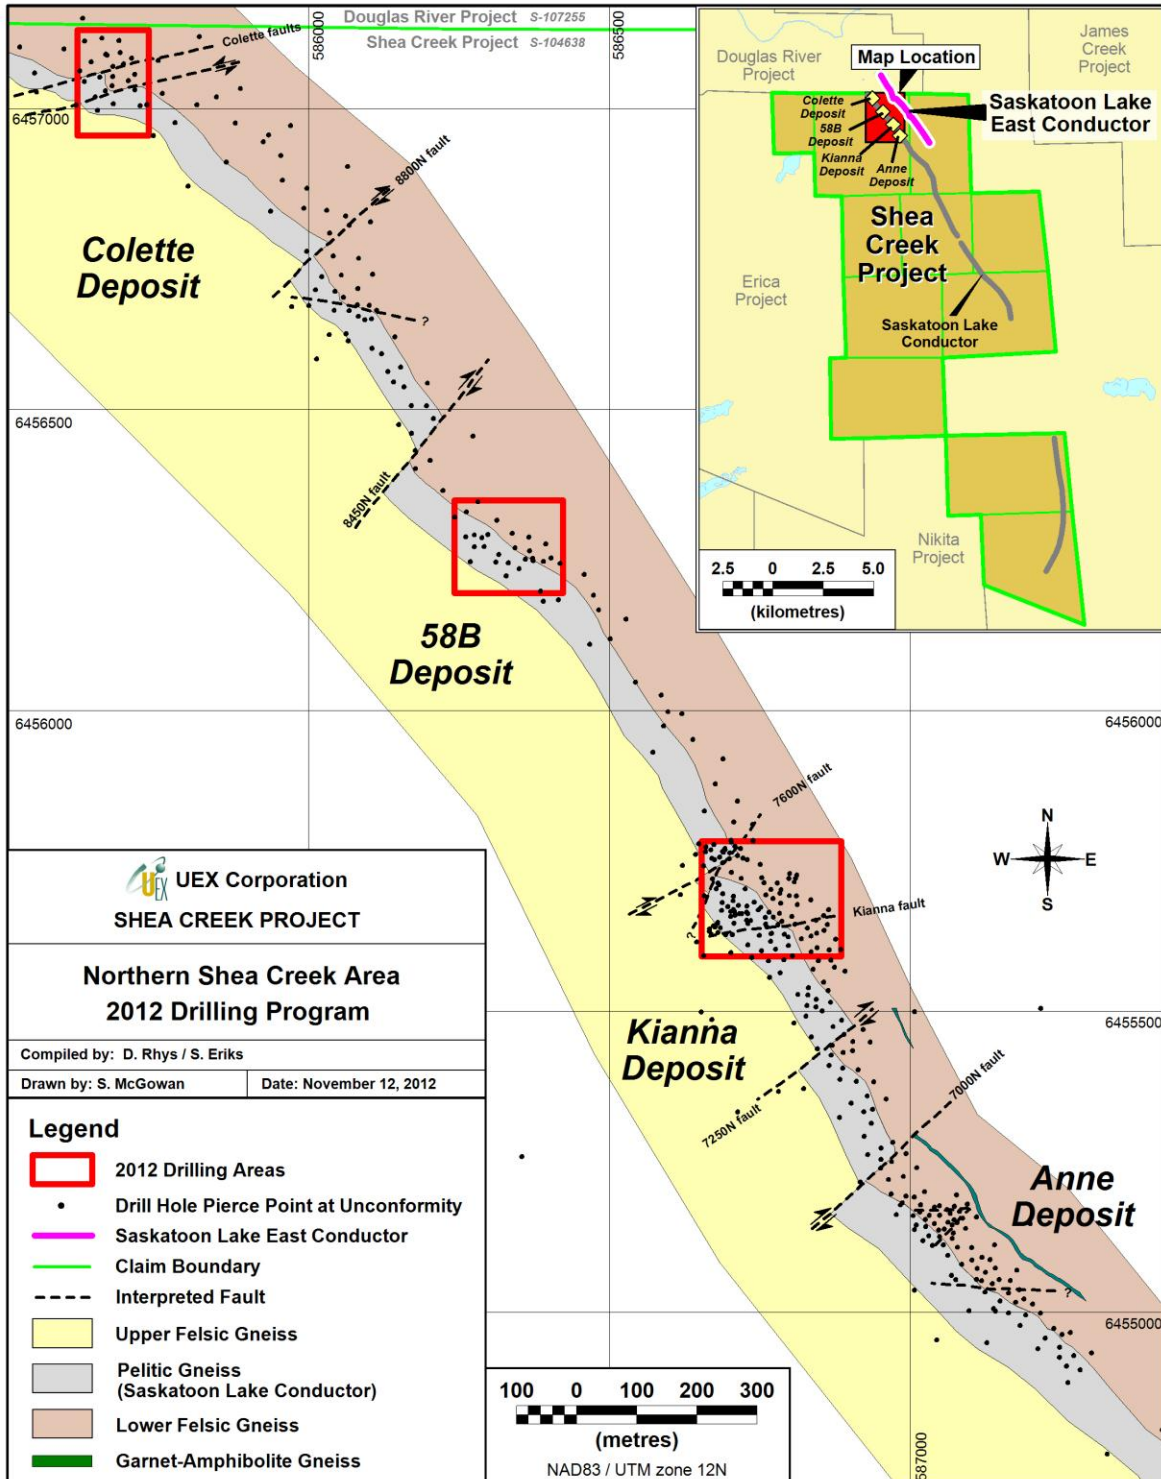 Douglas River Project S-107255
Shea Creek Project S-104638
586000
586500
Colette faults
6457000
8800N fault
Colette
Deposit
?
6456500
8450N fault
58B
Deposit
6456000
6456000
7600N fault
Kianna fault
?
Kianna
Deposit
6455500
7250N fault
7000N fault
Anne
Deposit
?
6455000
587000
N
W
E
S
Douglas River
Project
Map Location
James
Creek
Project
Saskatoon Lake
East Conductor
Colette
Deposit
58B
Deposit
Kianna
Deposit
Anne
Deposit
Shea
Creek
Project
Erica
Project
Saskatoon Lake
Conductor
Nikita
Project
2.5 0 2.5 5.0
(kilometres)
UEX UEX Corporation
SHEA CREEK PROJECT
Northern Shea Creek Area
2012 Drilling Program
Compiled by: D. Rhys / S. Eriks
Drawn by: S. McGowan
Date: November 12, 2012
Legend
2012 Drilling Areas
Drill Hole Pierce Point at Unconformity
Saskatoon Lake East Conductor
Claim Boundary
Interpreted Fault
Upper Felsic Gneiss
Pelitic Gneiss
(Saskatoon Lake Conductor)
Lower Felsic Gneiss
Garnet-Amphibolite Gneiss
100 0 100 200 300
(metres)
NAD83 / UTM zone 12N